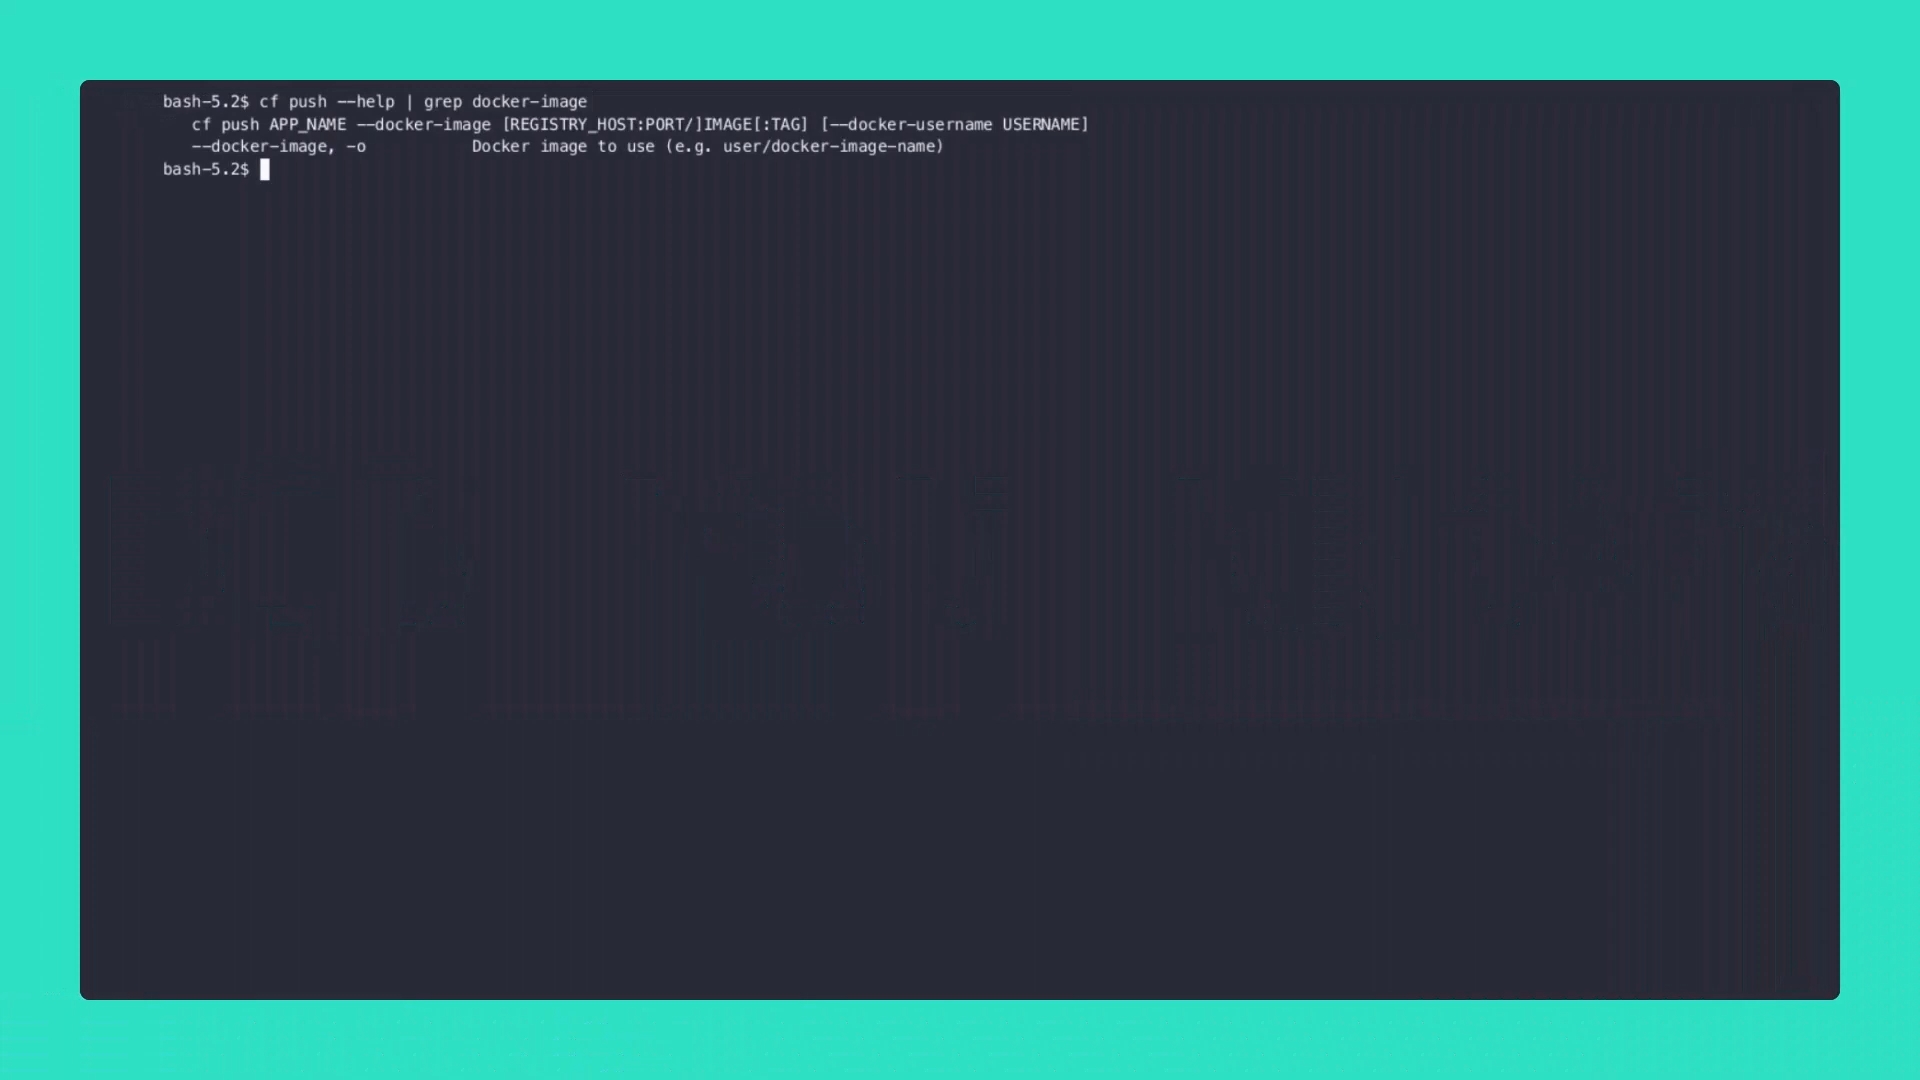 bash-5.2$ cf push --help | grep docker-image
cf push APP_NAME --docker-image [REGISTRY_HOST:PORT/]IMAGE[:TAG] [--docker-username USERNAME]
--docker-image, -o Docker image to use (e.g. user/docker-image-name)
bash-5.2$